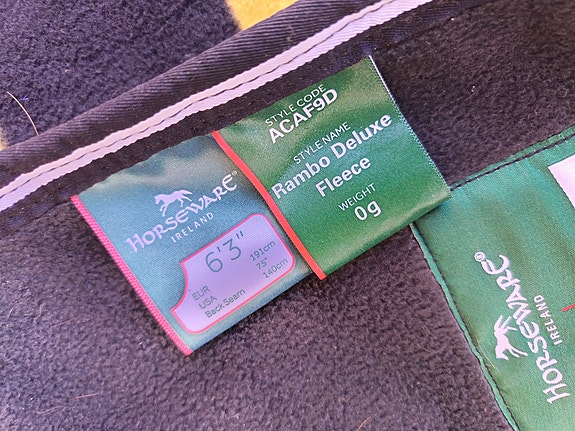 HORSEWARE®
IRELAND
6'3"
EUR 191cm
USA 75"
Back Seam 140cm
STYLE CODE
ACAF9D
STYLE NAME
Rambo Deluxe
Fleece
WEIGHT
0g
HORSEWARE®
IRELAND